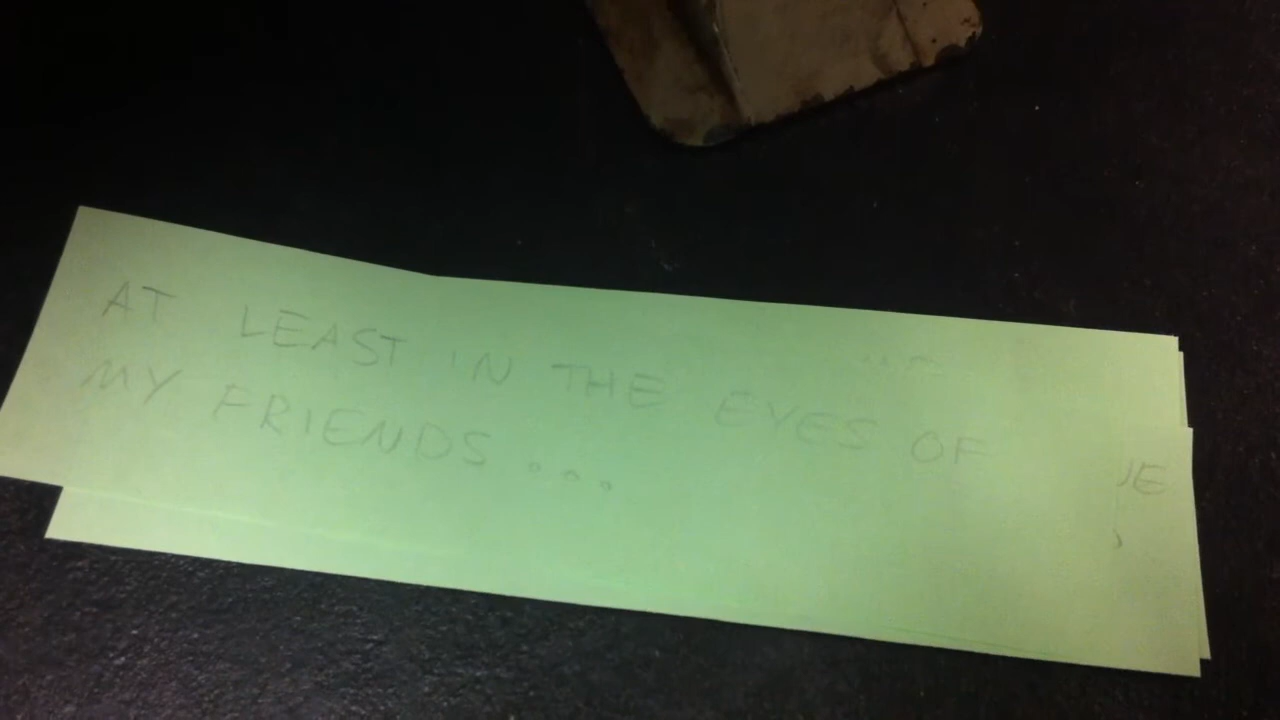 AT LEAST IN THE EYES OF
MY FRIENDS...